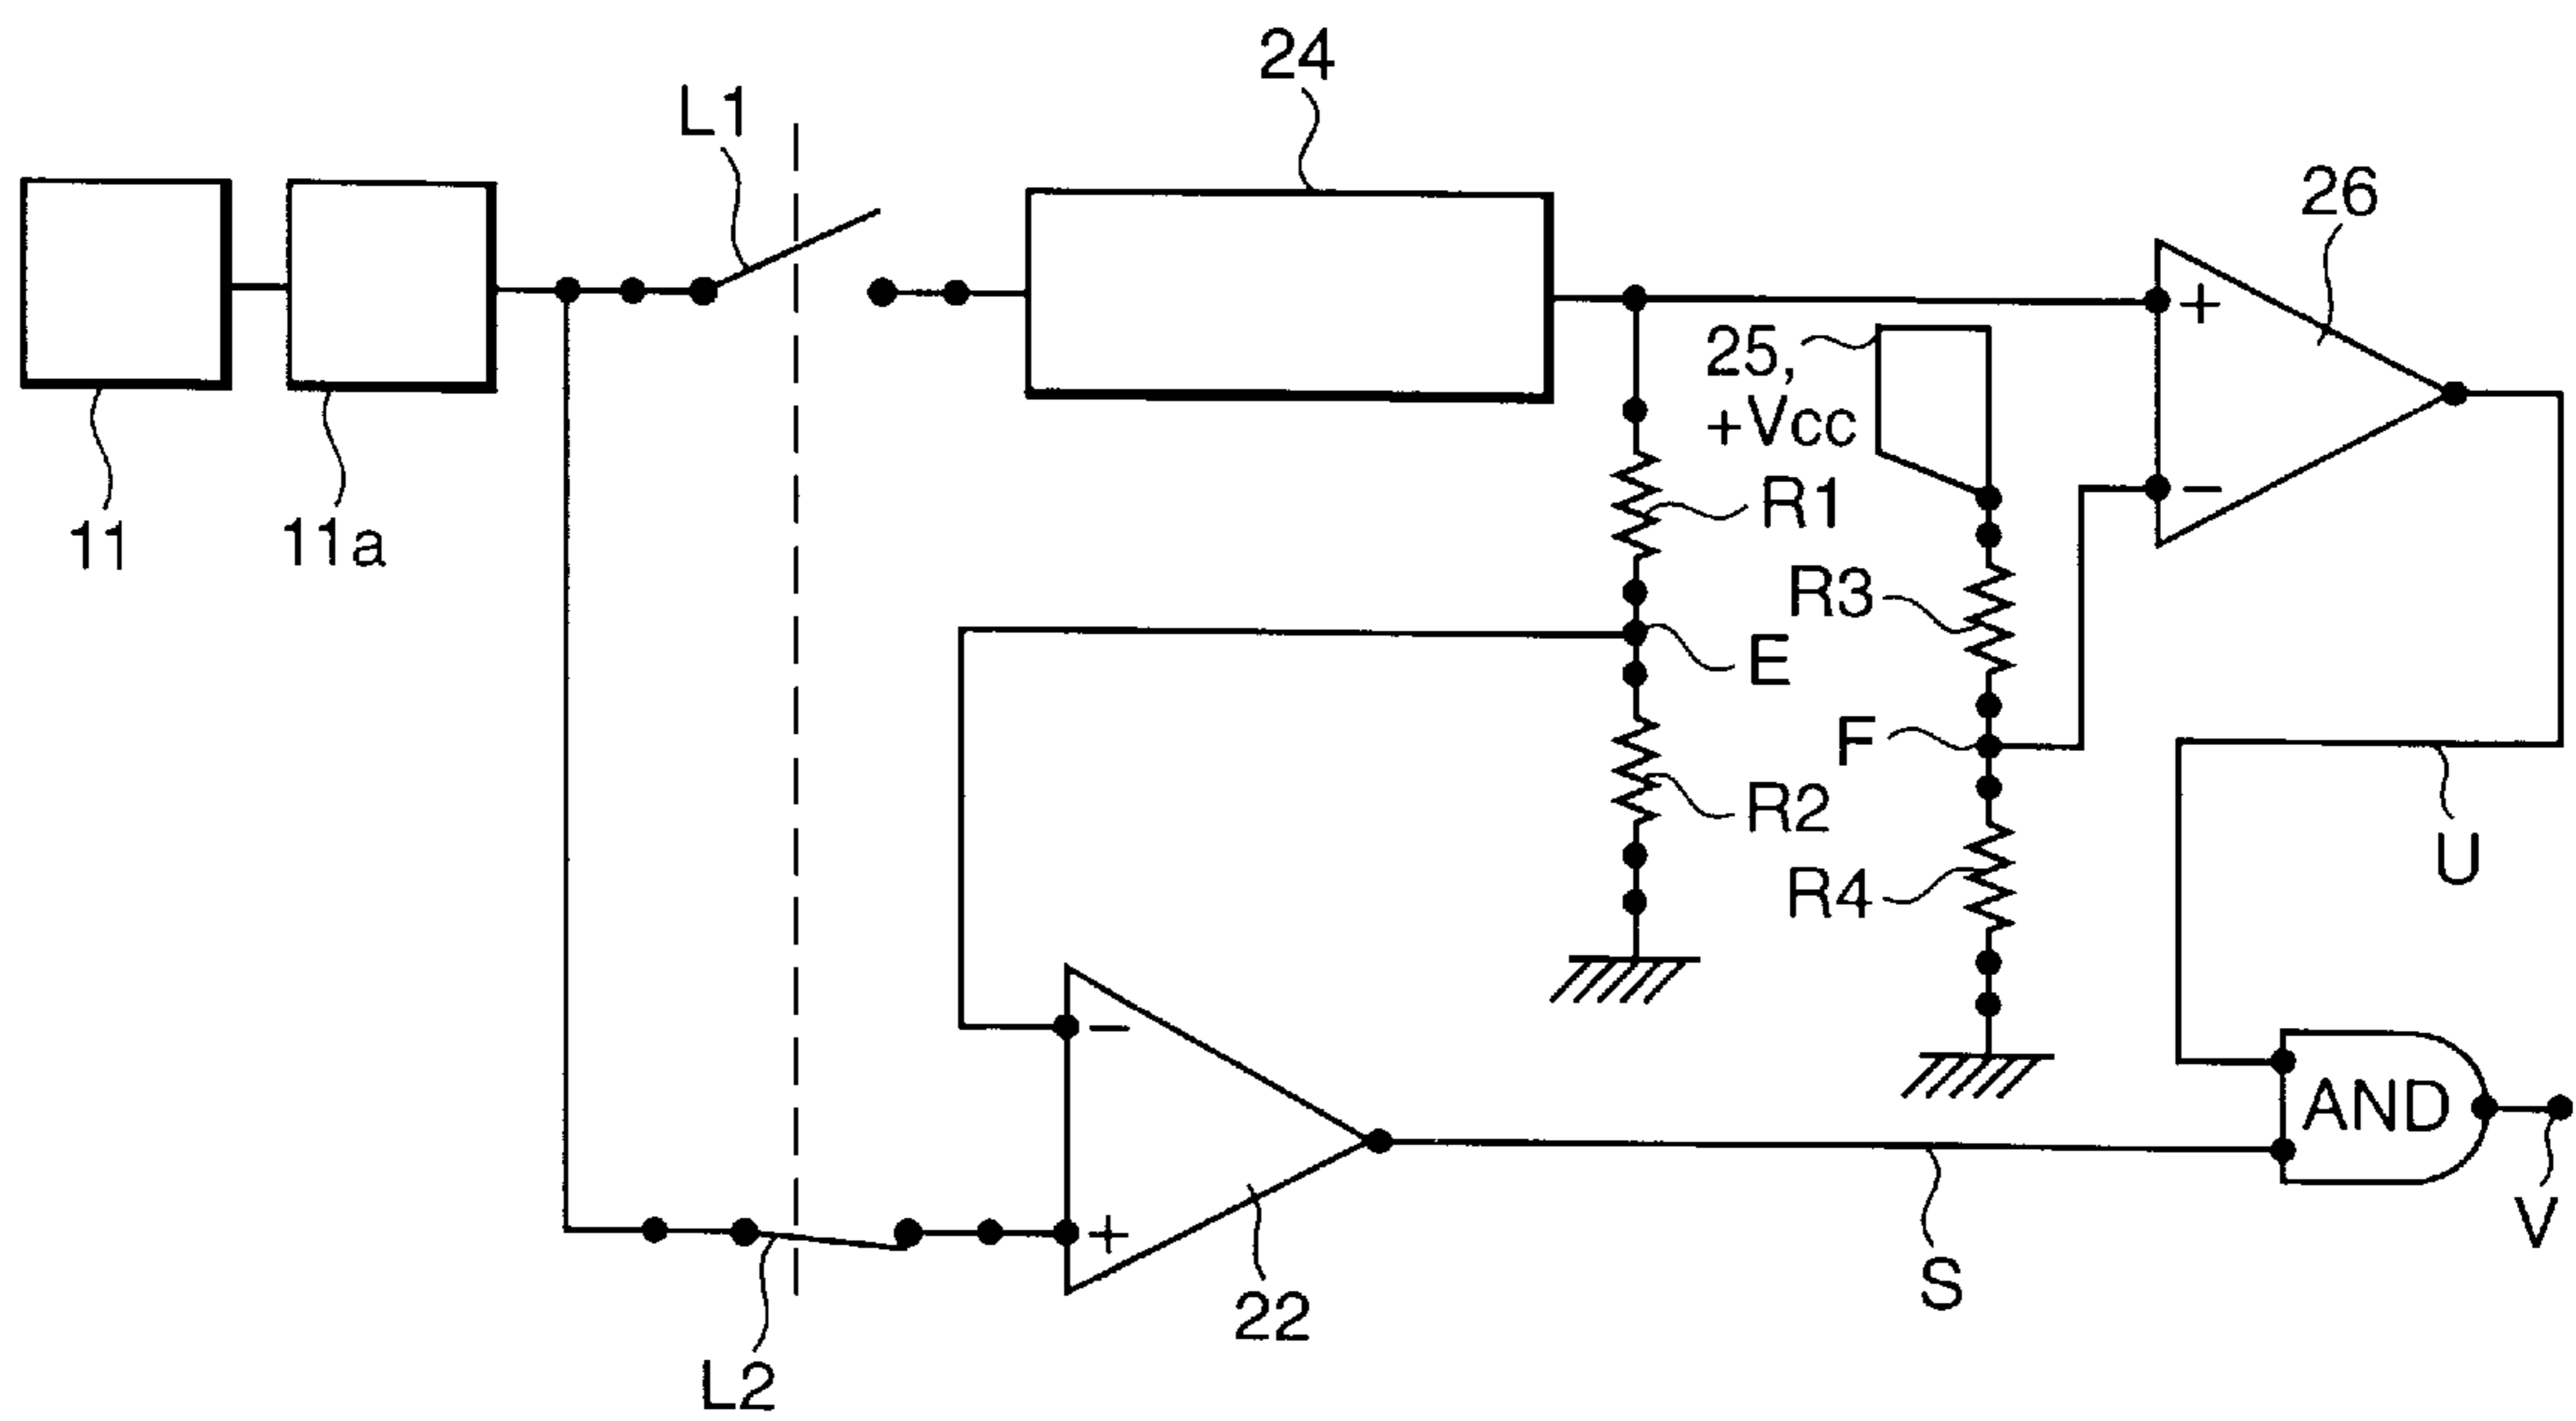 24
L1
26
25,
+Vcc
R1
11
11a
R3
E
F
R2
U
R4
AND
V
S
22
L2
+
−
−
+